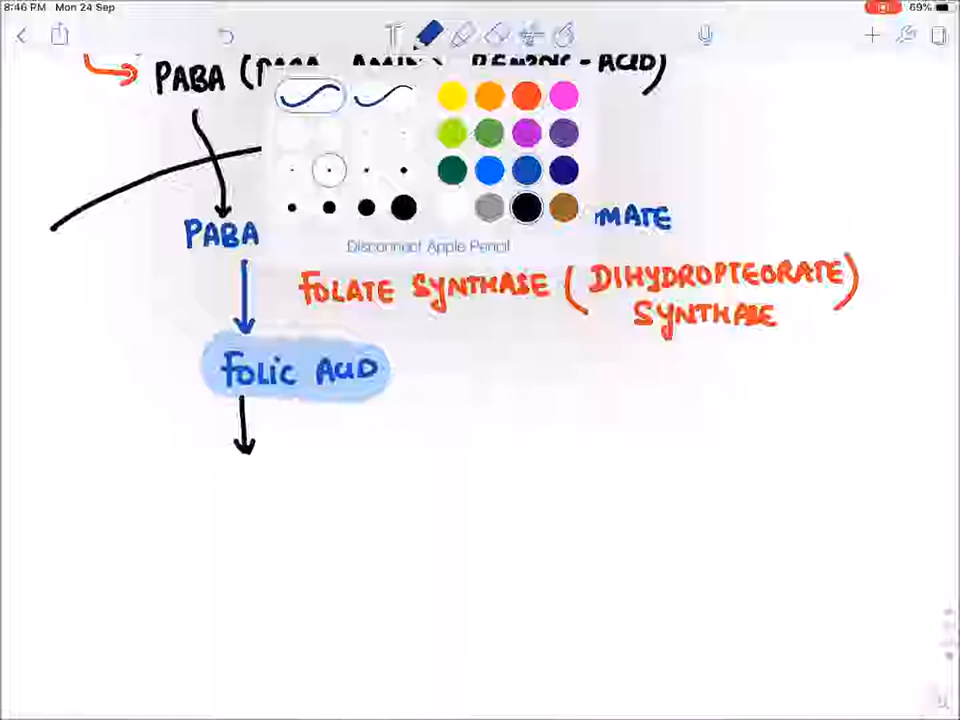 8:46 PM Mon 24 Sep
69%
PABA (
BENZOIC-ACID)
PABA
MATE
Disconnect Apple Pencil
FOLATE SYNTHASE (DIHYDROPTEORATE)
SYNTHASE
FOLIC ACID